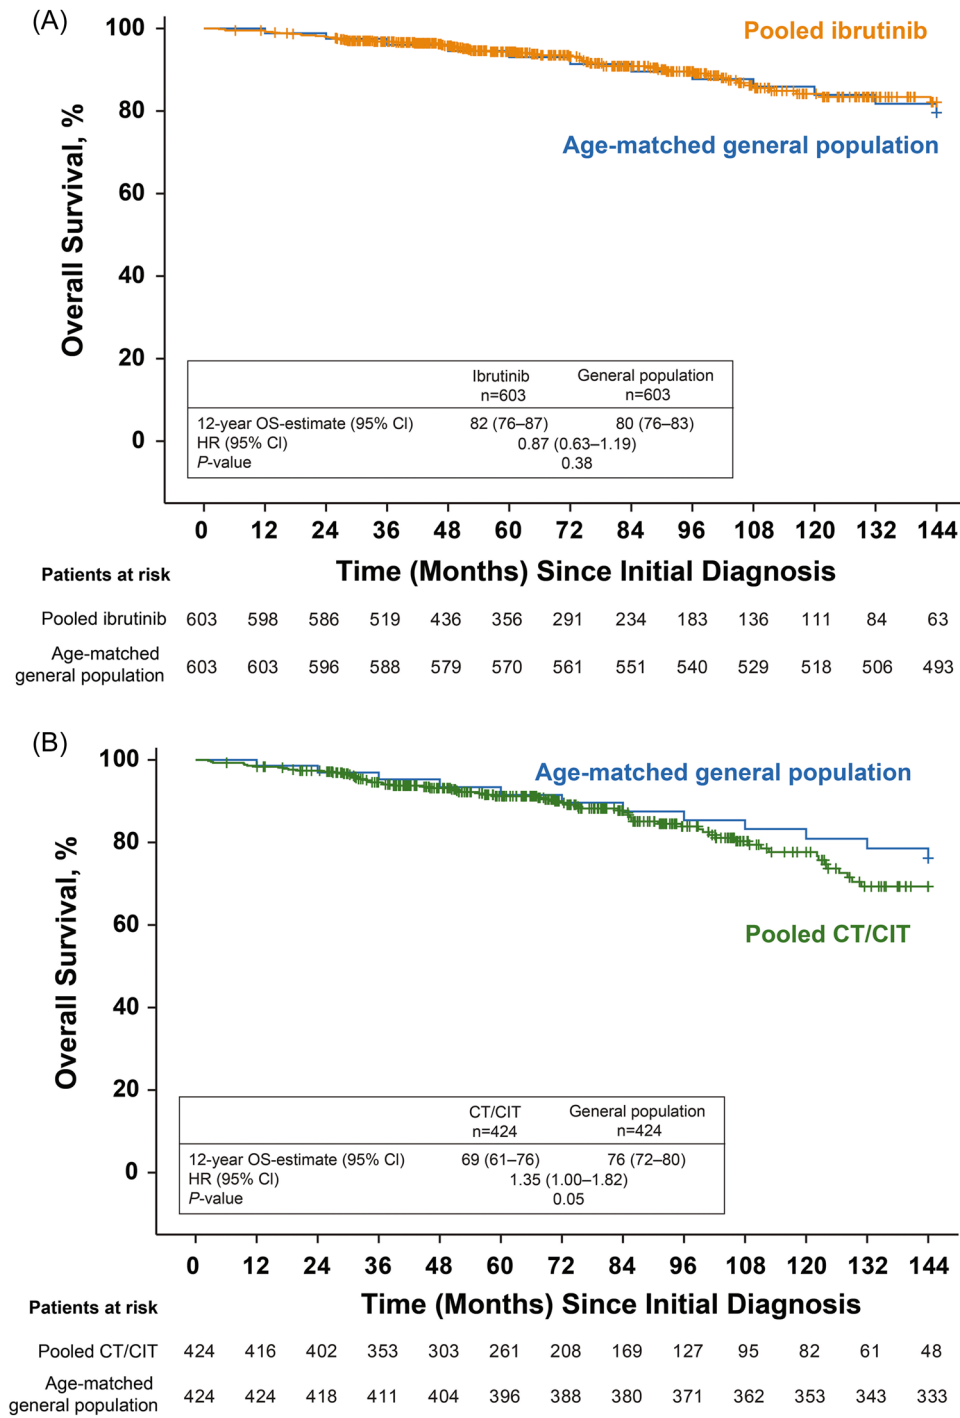 (A)
100
80
60
40
20
0
Overall Survival, %
Pooled ibrutinib
Age-matched general population
Ibrutinib General population
n=603 n=603
12-year OS-estimate (95% CI) 82 (76–87) 80 (76–83)
HR (95% CI) 0.87 (0.63–1.19)
P-value 0.38
0 12 24 36 48 60 72 84 96 108 120 132 144
Time (Months) Since Initial Diagnosis
Patients at risk
Pooled ibrutinib 603 598 586 519 436 356 291 234 183 136 111 84 63
Age-matched
general population 603 603 596 588 579 570 561 551 540 529 518 506 493
(B)
100
80
60
40
20
0
Overall Survival, %
Age-matched general population
Pooled CT/CIT
CT/CIT General population
n=424 n=424
12-year OS-estimate (95% CI) 69 (61–76) 76 (72–80)
HR (95% CI) 1.35 (1.00–1.82)
P-value 0.05
0 12 24 36 48 60 72 84 96 108 120 132 144
Time (Months) Since Initial Diagnosis
Patients at risk
Pooled CT/CIT 424 416 402 353 303 261 208 169 127 95 82 61 48
Age-matched
general population 424 424 418 411 404 396 388 380 371 362 353 343 333